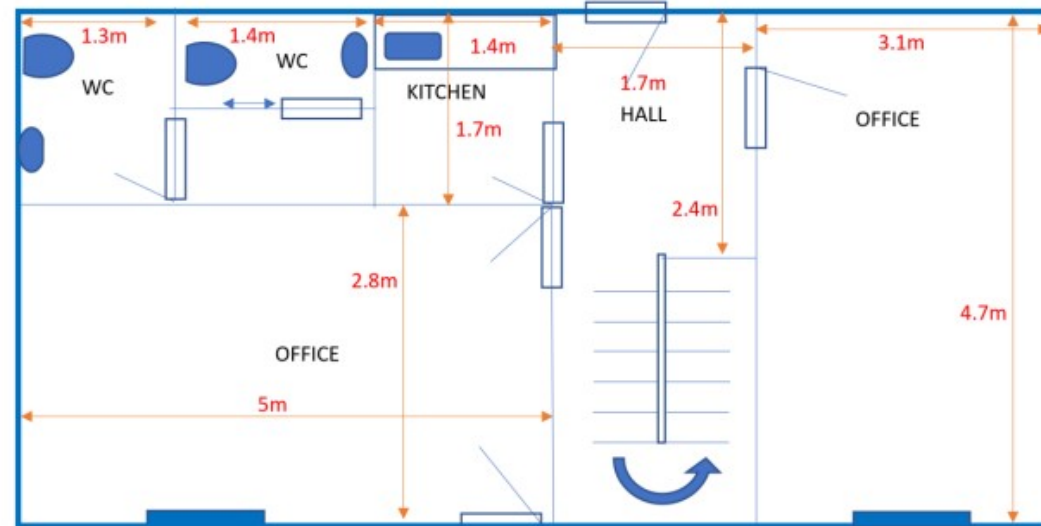 1.3m
WC
1.4m
WC
1.4m
KITCHEN
1.7m
1.7m
HALL
3.1m
OFFICE
2.4m
2.8m
4.7m
OFFICE
5m